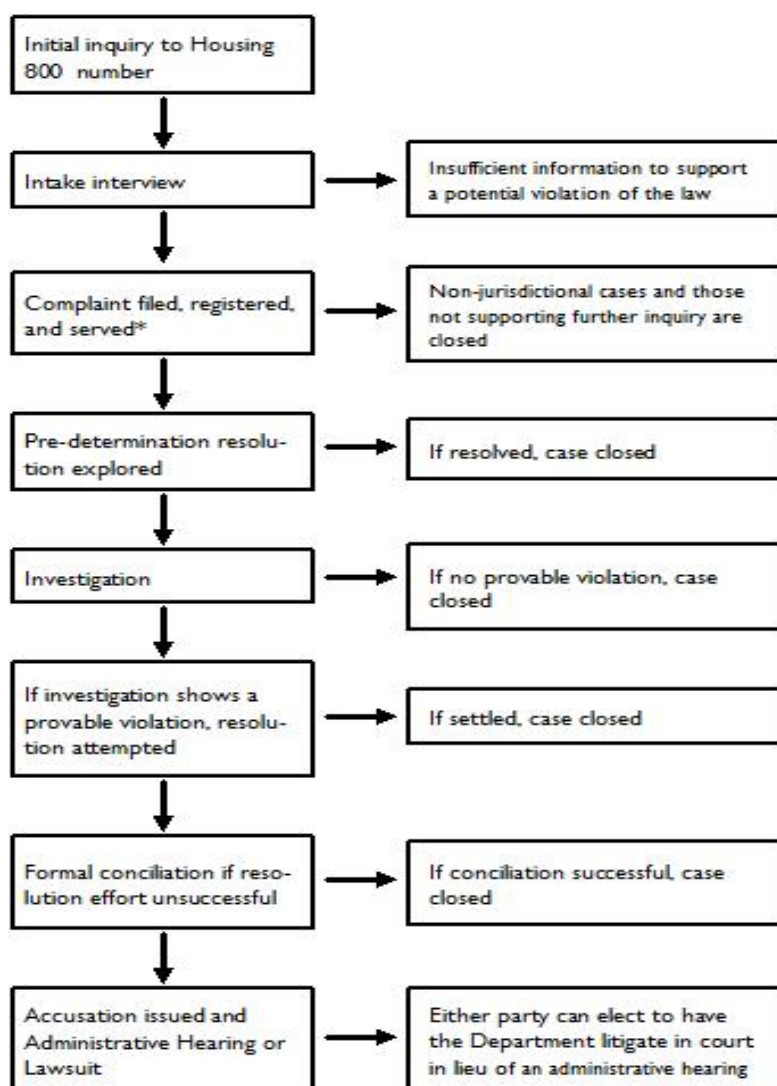 Initial inquiry to Housing
800 number
Intake interview
Insufficient information to support
a potential violation of the law
Complaint filed, registered,
and served*
Non-jurisdictional cases and those
not supporting further inquiry are
closed
Pre-determination resolu-
tion explored
If resolved, case closed
Investigation
If no provable violation, case
closed
If investigation shows a
provable violation, resolu-
tion attempted
If settled, case closed
Formal conciliation if reso-
lution effort unsuccessful
If conciliation successful, case
closed
Accusation issued and
Administrative Hearing or
Lawsuit
Either party can elect to have
the Department litigate in court
in lieu of an administrative hearing